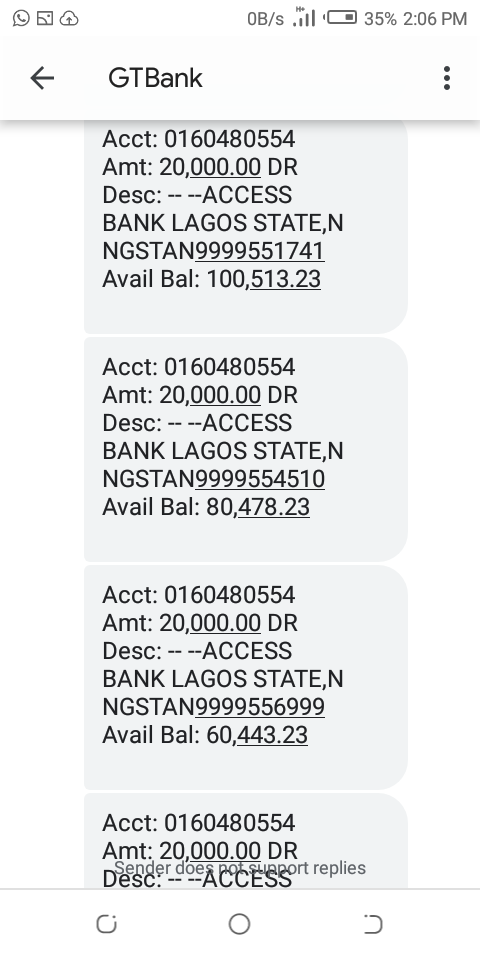 0B/s H+ 35% 2:06 PM
GTBank
Acct: 0160480554
Amt: 20,000.00 DR
Desc: -- --ACCESS
BANK LAGOS STATE,N
NGSTAN9999551741
Avail Bal: 100,513.23
Acct: 0160480554
Amt: 20,000.00 DR
Desc: -- --ACCESS
BANK LAGOS STATE,N
NGSTAN9999554510
Avail Bal: 80,478.23
Acct: 0160480554
Amt: 20,000.00 DR
Desc: -- --ACCESS
BANK LAGOS STATE,N
NGSTAN9999556999
Avail Bal: 60,443.23
Acct: 0160480554
Amt: 20,000.00 DR
Sender does not support replies
Desc: -- --ACCESS